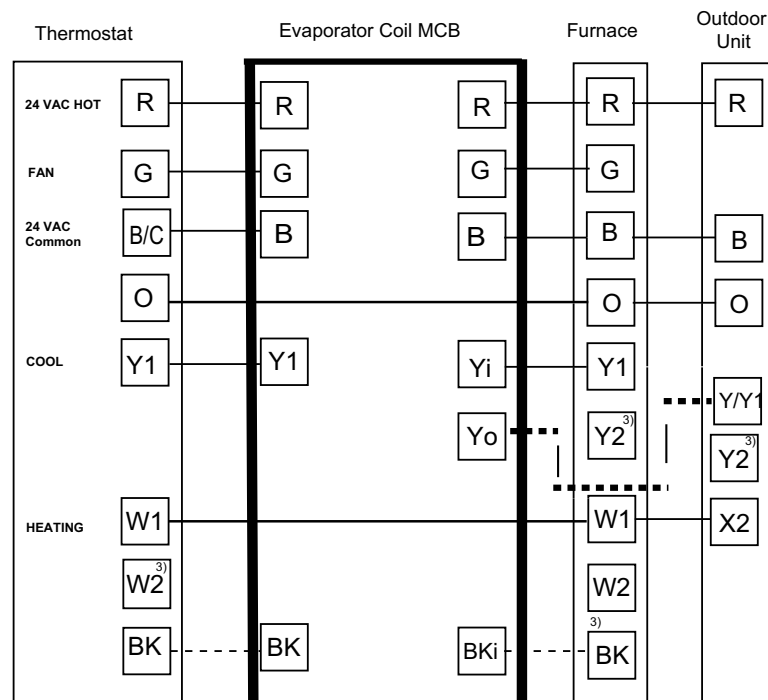 Thermostat Evaporator Coil MCB Furnace Outdoor
Unit
24 VAC HOT R R R R R
FAN G G G G
24 VAC
Common B/C B B B B
O O O
COOL Y1 Y1 Yi Y1
Y/Y1
Yo Y2 3) Y2 3)
HEATING W1 W1 X2
W2 3) W2
BK BK BKi 3) BK